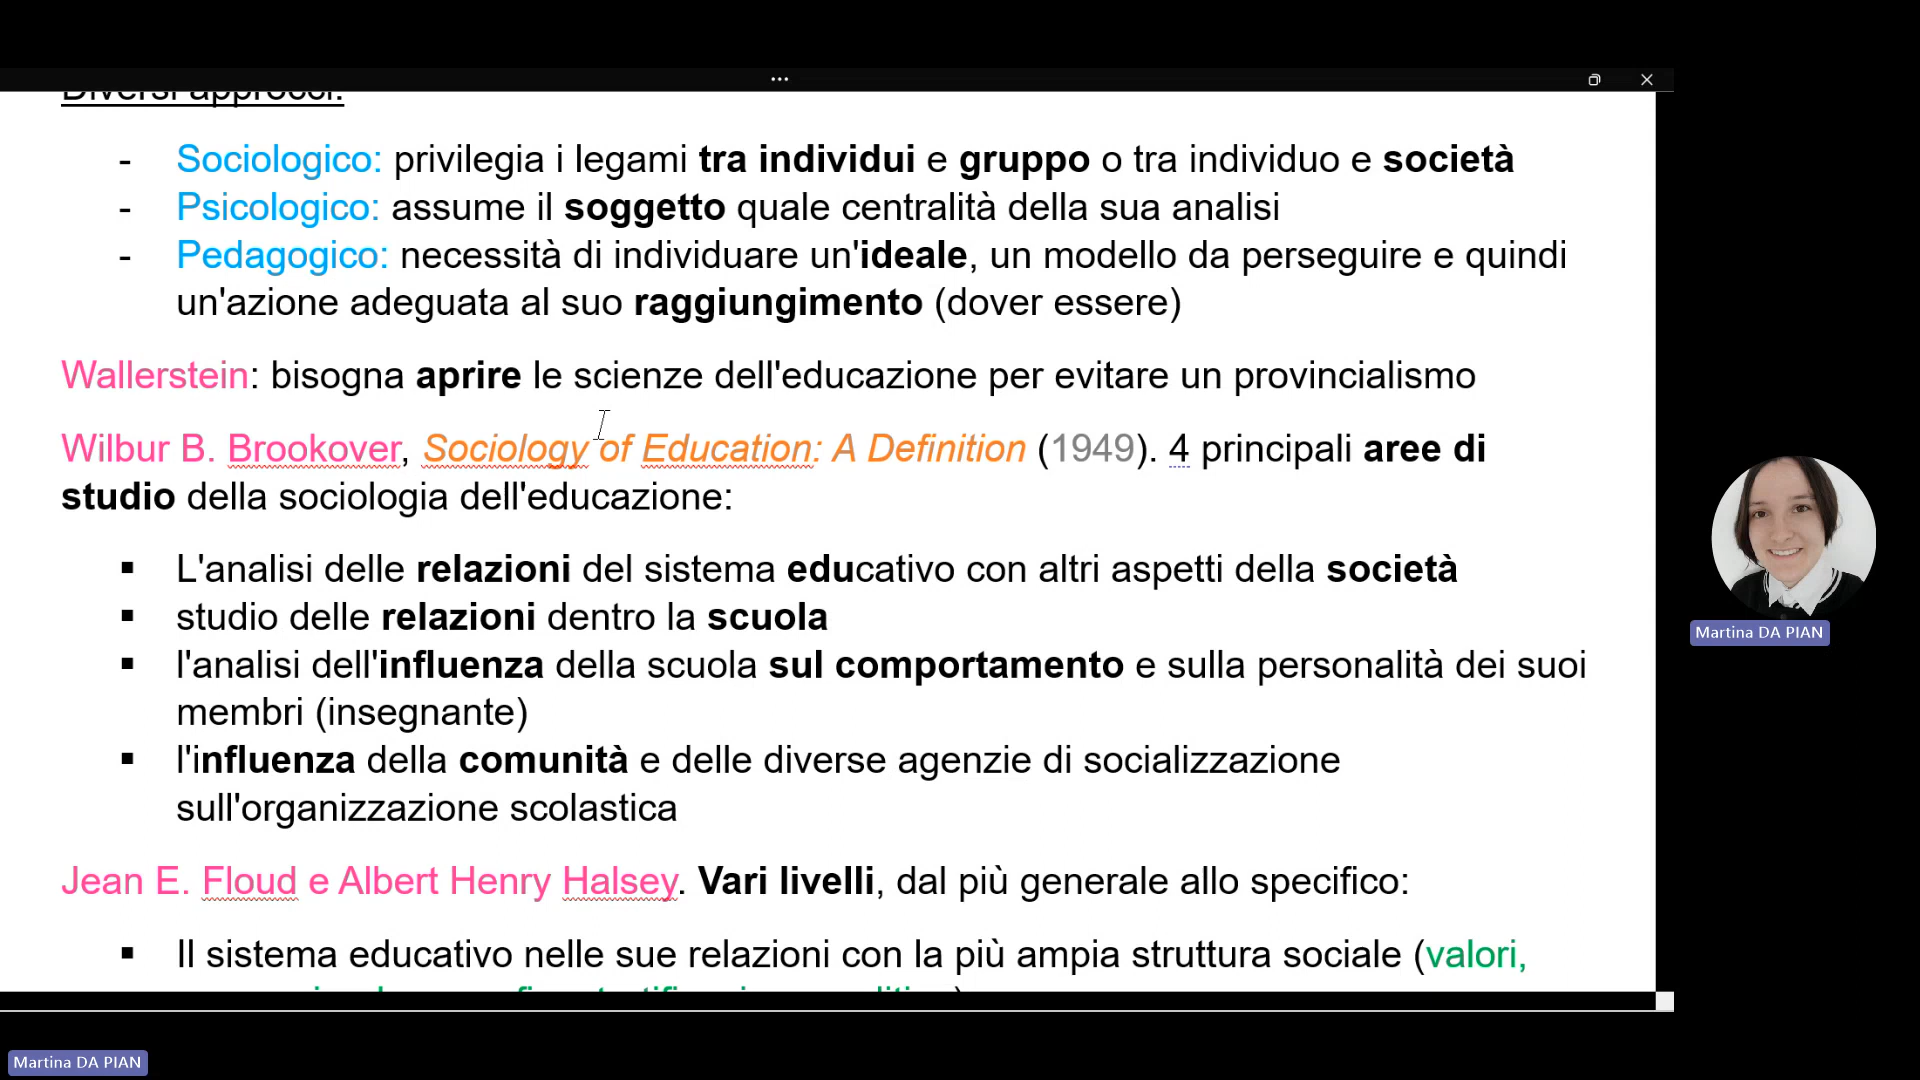 Diversi approcci:
- Sociologico: privilegia i legami tra individui e gruppo o tra individuo e società
- Psicologico: assume il soggetto quale centralità della sua analisi
- Pedagogico: necessità di individuare un'ideale, un modello da perseguire e quindi
un'azione adeguata al suo raggiungimento (dover essere)
Wallerstein: bisogna aprire le scienze dell'educazione per evitare un provincialismo
Wilbur B. Brookover, Sociology of Education: A Definition (1949). 4 principali aree di
studio della sociologia dell'educazione:
▪ L'analisi delle relazioni del sistema educativo con altri aspetti della società
▪ studio delle relazioni dentro la scuola
▪ l'analisi dell'influenza della scuola sul comportamento e sulla personalità dei suoi
membri (insegnante)
▪ l'influenza della comunità e delle diverse agenzie di socializzazione
sull'organizzazione scolastica
Jean E. Floud e Albert Henry Halsey. Vari livelli, dal più generale allo specifico:
▪ Il sistema educativo nelle sue relazioni con la più ampia struttura sociale (valori,
Martina DA PIAN
Martina DA PIAN